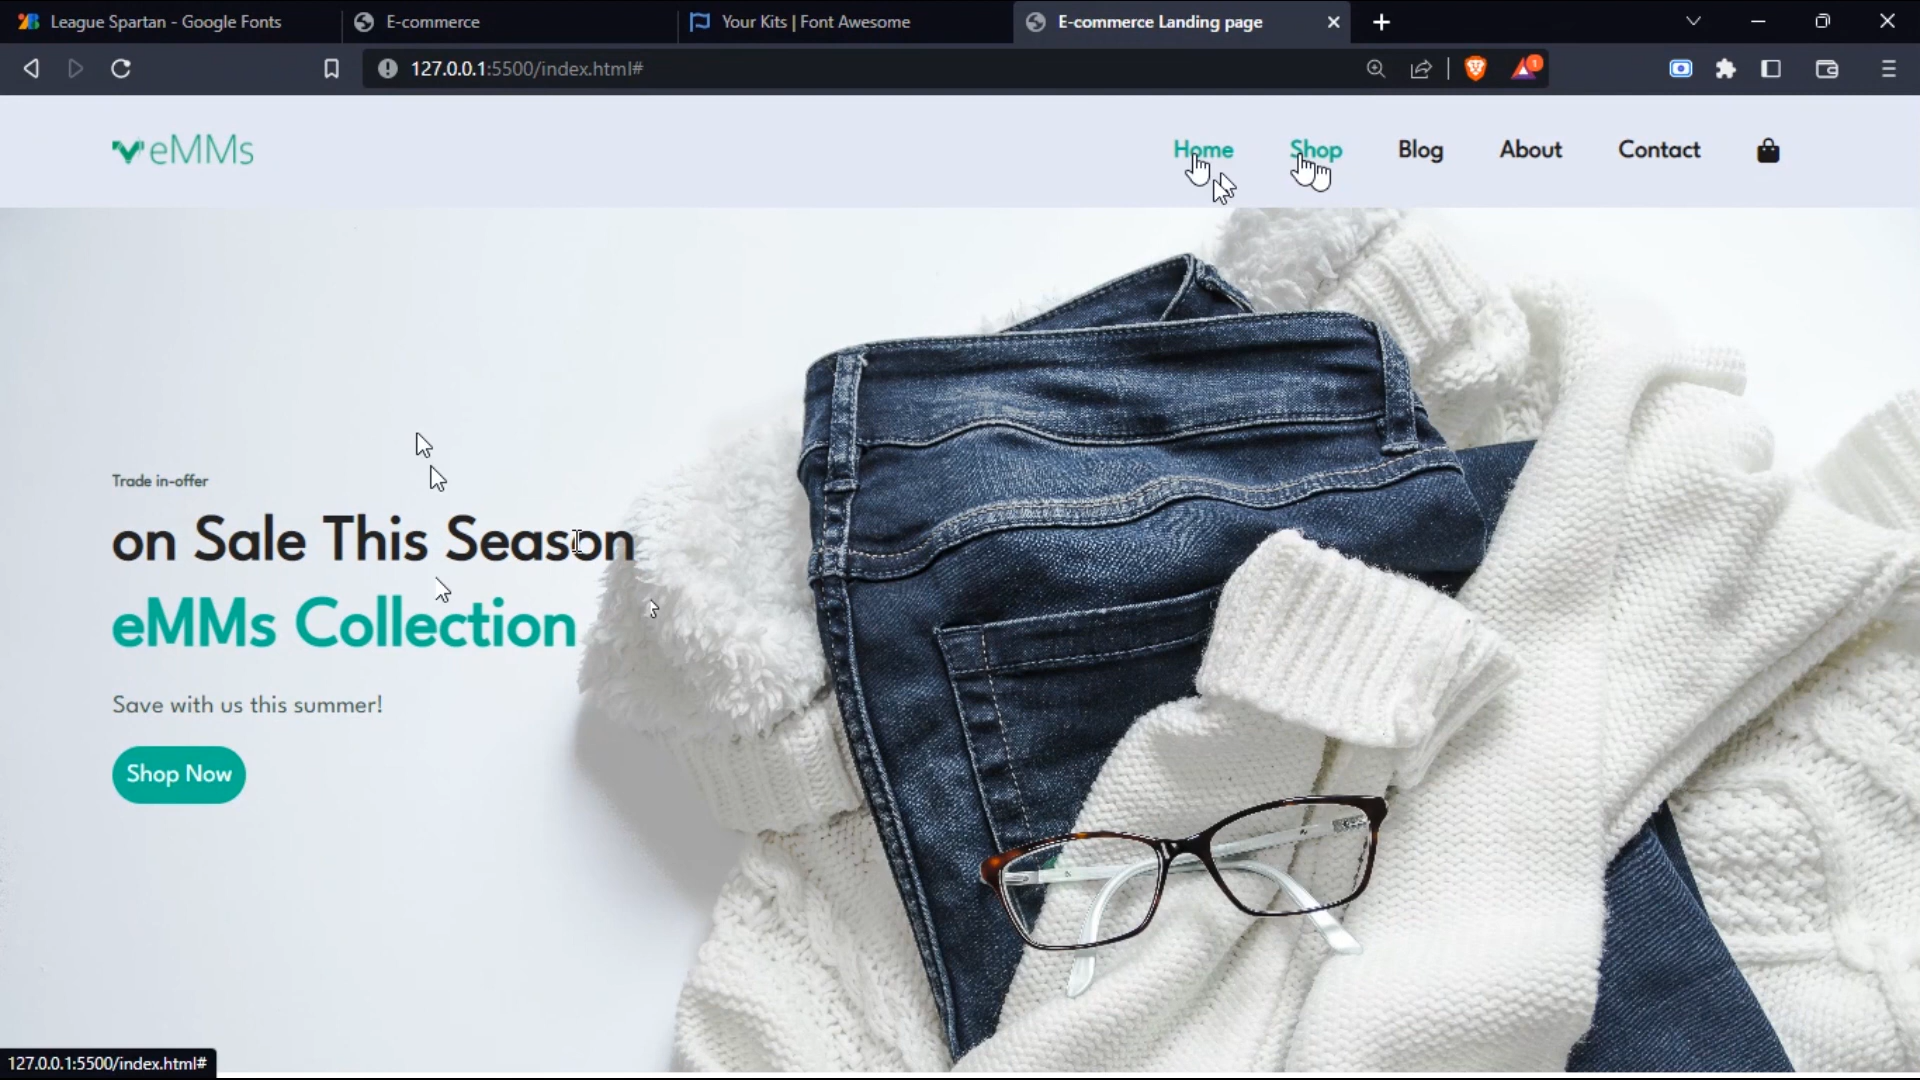 League Spartan - Google Fonts
E-commerce
Your Kits | Font Awesome
E-commerce Landing page
127.0.0.1:5500/index.html#
1
eMMs
Home Shop Blog About Contact
Trade in-offer
on Sale This Season
eMMs Collection
Save with us this summer!
Shop Now
127.0.0.1:5500/index.html#